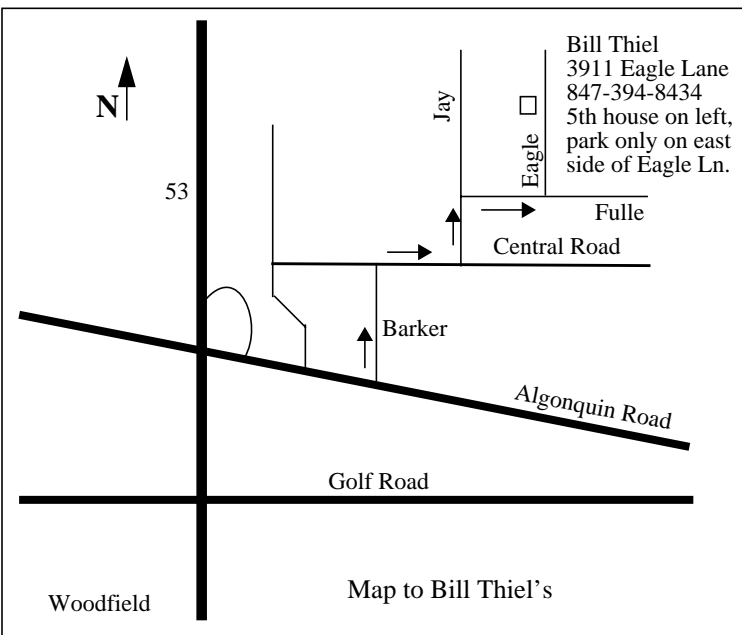 Bill Thiel
3911 Eagle Lane
847-394-8434
5th house on left,
park only on east
side of Eagle Ln.
N
Jay
Eagle
53
Fulle
Central Road
Barker
Algonquin Road
Golf Road
Map to Bill Thiel's
Woodfield